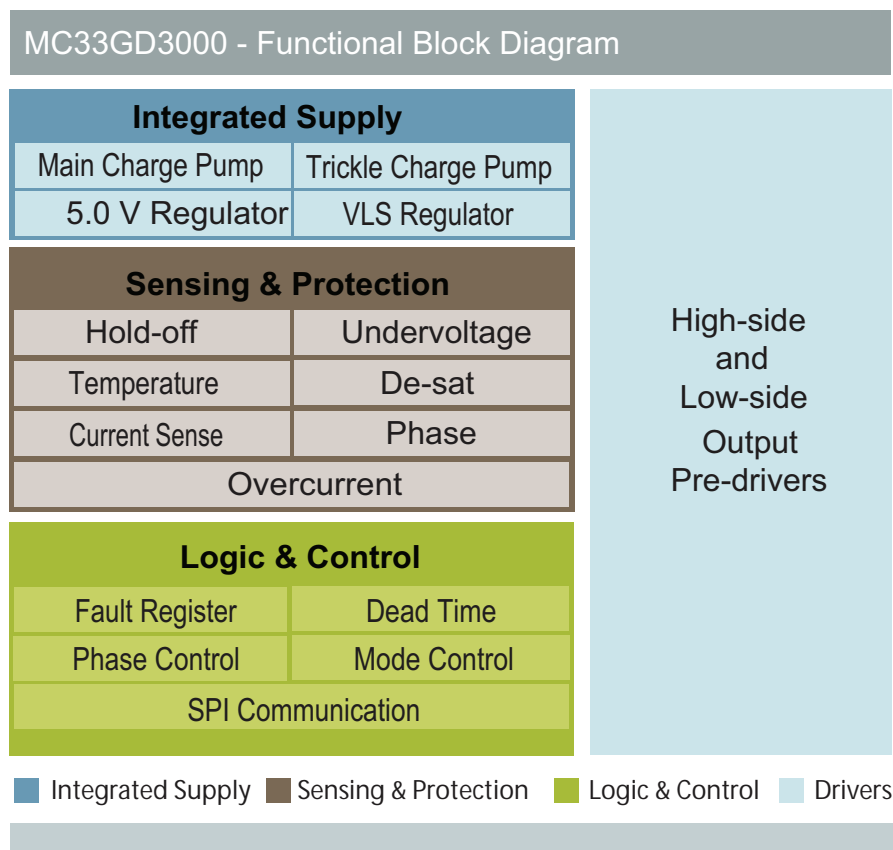 MC33GD3000 - Functional Block Diagram
Integrated Supply
Main Charge Pump
Trickle Charge Pump
5.0 V Regulator
VLS Regulator
Sensing & Protection
Hold-off
Undervoltage
Temperature
De-sat
Current Sense
Phase
Overcurrent
Logic & Control
Fault Register
Dead Time
Phase Control
Mode Control
SPI Communication
High-side
and
Low-side
Output
Pre-drivers
Integrated Supply
Sensing & Protection
Logic & Control
Drivers